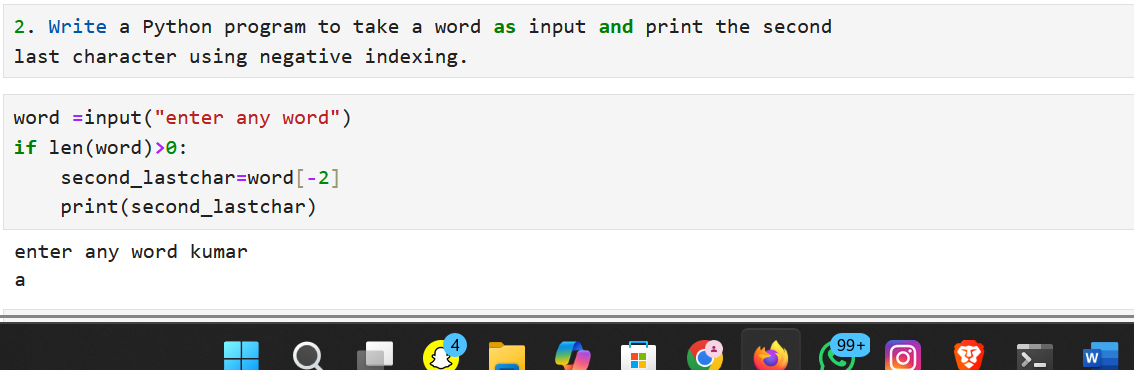 2. Write a Python program to take a word as input and print the second
last character using negative indexing.
word =input("enter any word")
if len(word)>0:
    second_lastchar=word[-2]
    print(second_lastchar)
enter any word kumar
a
4
99+
W